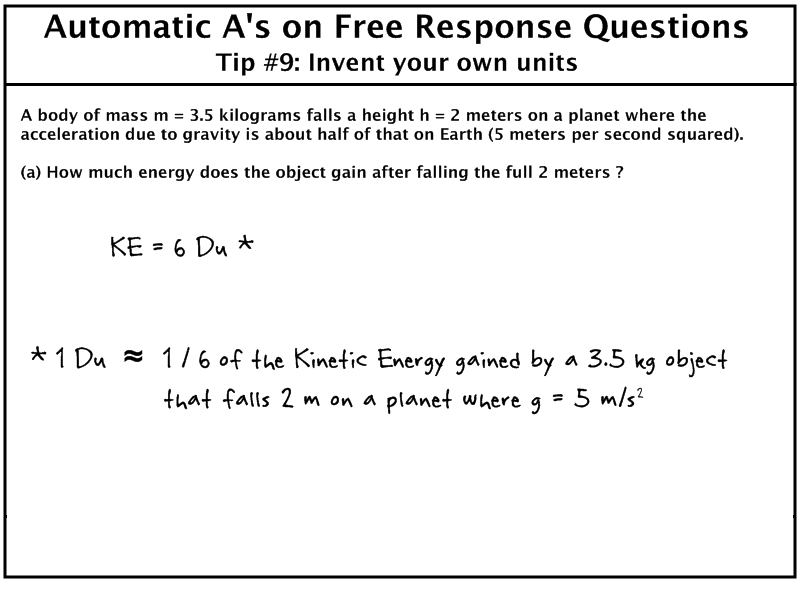 Automatic A's on Free Response Questions
Tip #9: Invent your own units
A body of mass m = 3.5 kilograms falls a height h = 2 meters on a planet where the
acceleration due to gravity is about half of that on Earth (5 meters per second squared).
(a) How much energy does the object gain after falling the full 2 meters ?
KE = 6 Du *
* 1 Du ≈ 1 / 6 of the Kinetic Energy gained by a 3.5 kg object
that falls 2 m on a planet where g = 5 m/s²